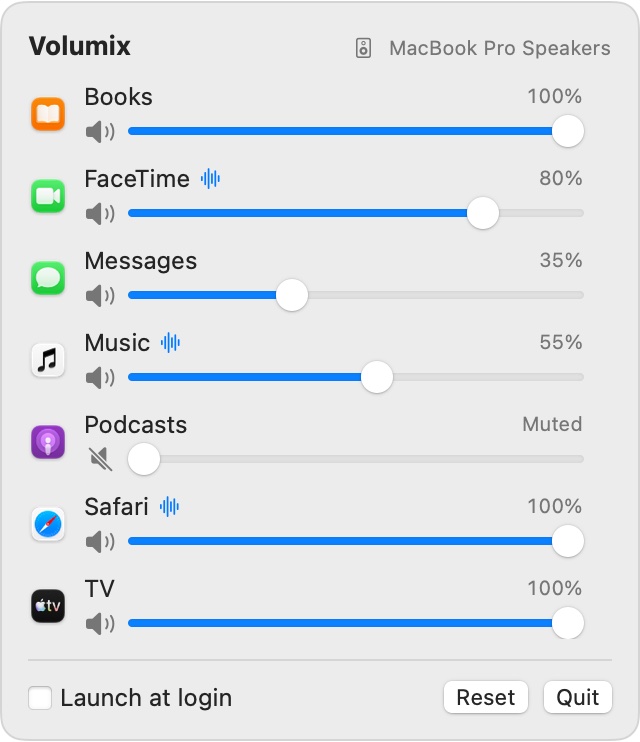 Volumix MacBook Pro Speakers
Books 100%
FaceTime 80%
Messages 35%
Music 55%
Podcasts Muted
Safari 100%
TV 100%
tv
Launch at login Reset Quit